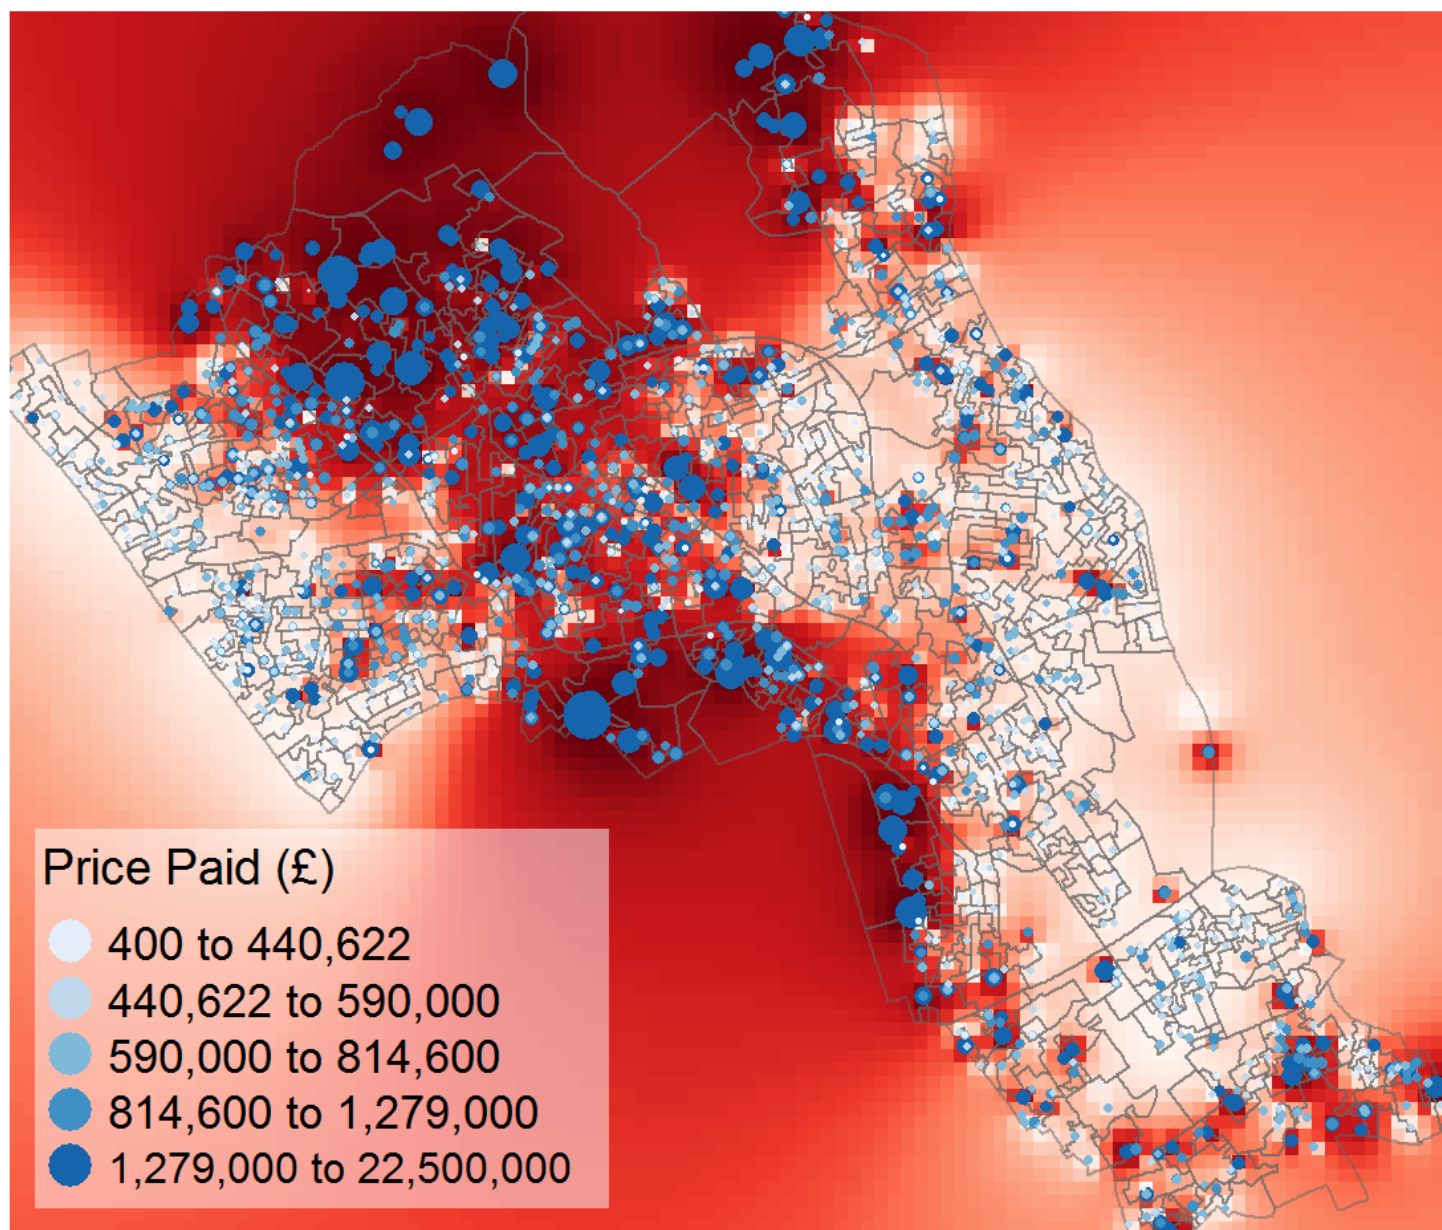 Price Paid (£)
400 to 440,622
440,622 to 590,000
590,000 to 814,600
814,600 to 1,279,000
1,279,000 to 22,500,000